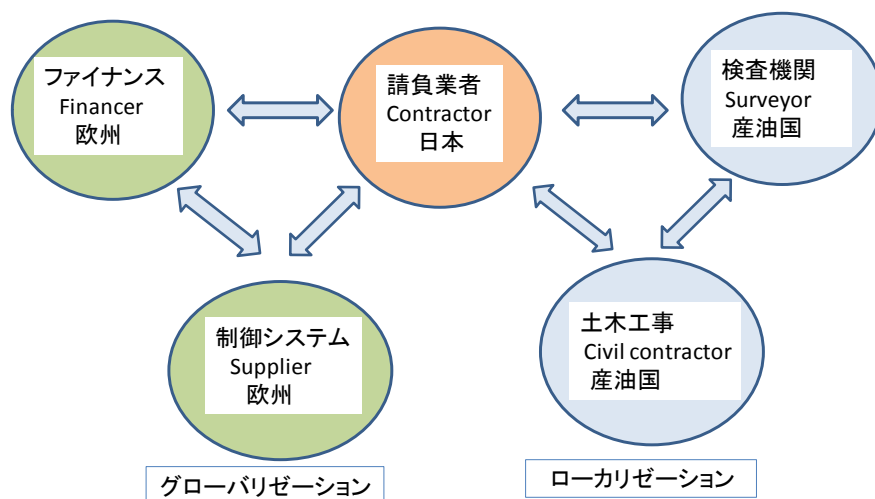 ファイナンス
Financer
欧州
請負業者
Contractor
日本
検査機関
Surveyor
産油国
制御システム
Supplier
欧州
土木工事
Civil contractor
産油国
グローバリゼーション
ローカリゼーション